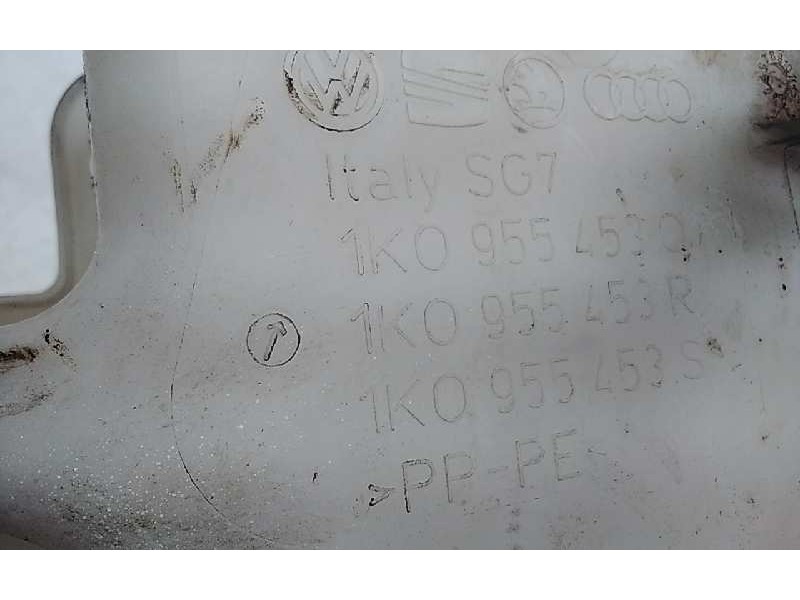 Italy SG7
1K0 955 453 Q
1K0 955 453 R
1K0 955 453 S
>PP-PE